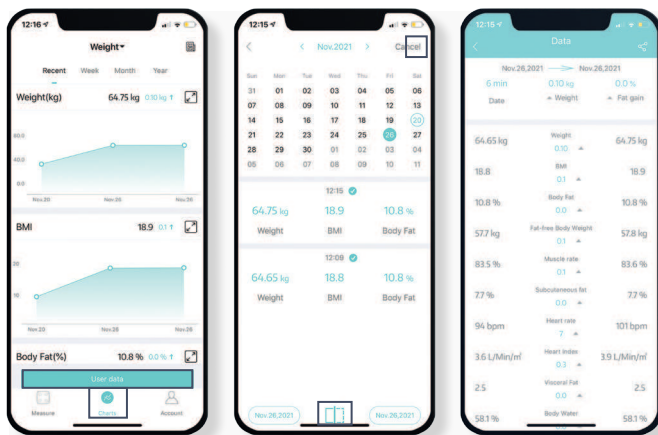 12:16
Weight
Recent Week Month Year
Weight(kg) 64.75 kg 0.10 kg ↑
80.0
40.0
0.0
Nov.20 Nov.26 Nov.26
BMI 18.9 0.1 ↑
20
10
Nov.20 Nov.26 Nov.26
Body Fat(%) 10.8 % 0.0 % ↑
User data
Measure Charts Account
12:15
< Nov.2021 > Cancel
Sun Mon Tue Wed Thu Fri Sat
31 01 02 03 04 05 06
07 08 09 10 11 12 13
14 15 16 17 18 19 20
21 22 23 24 25 26 27
28 29 30 01 02 03 04
05 06 07 08 09 10 11
12:15
64.75 kg 18.9 10.8 %
Weight BMI Body Fat
12:09
64.65 kg 18.8 10.8 %
Weight BMI Body Fat
Nov.26,2021 Nov.26,2021
12:15
Data
Nov.26,2021 Nov.26,2021
6 min 0.10 kg 0.0 %
Date Weight Fat gain
64.65 kg Weight 64.75 kg
0.10
18.8 BMI 18.9
0.1
10.8 % Body Fat 10.8 %
0.0
57.7 kg Fat-free Body Weight 57.8 kg
0.1
83.5 % Muscle rate 83.6 %
0.1
7.7 % Subcutaneous fat 7.7 %
0.0
94 bpm Heart rate 101 bpm
7
3.6 L/Min/㎡ Heart Index 3.9 L/Min/㎡
0.3
2.5 Visceral Fat 2.5
0.0
58.1 % Body Water 58.1 %